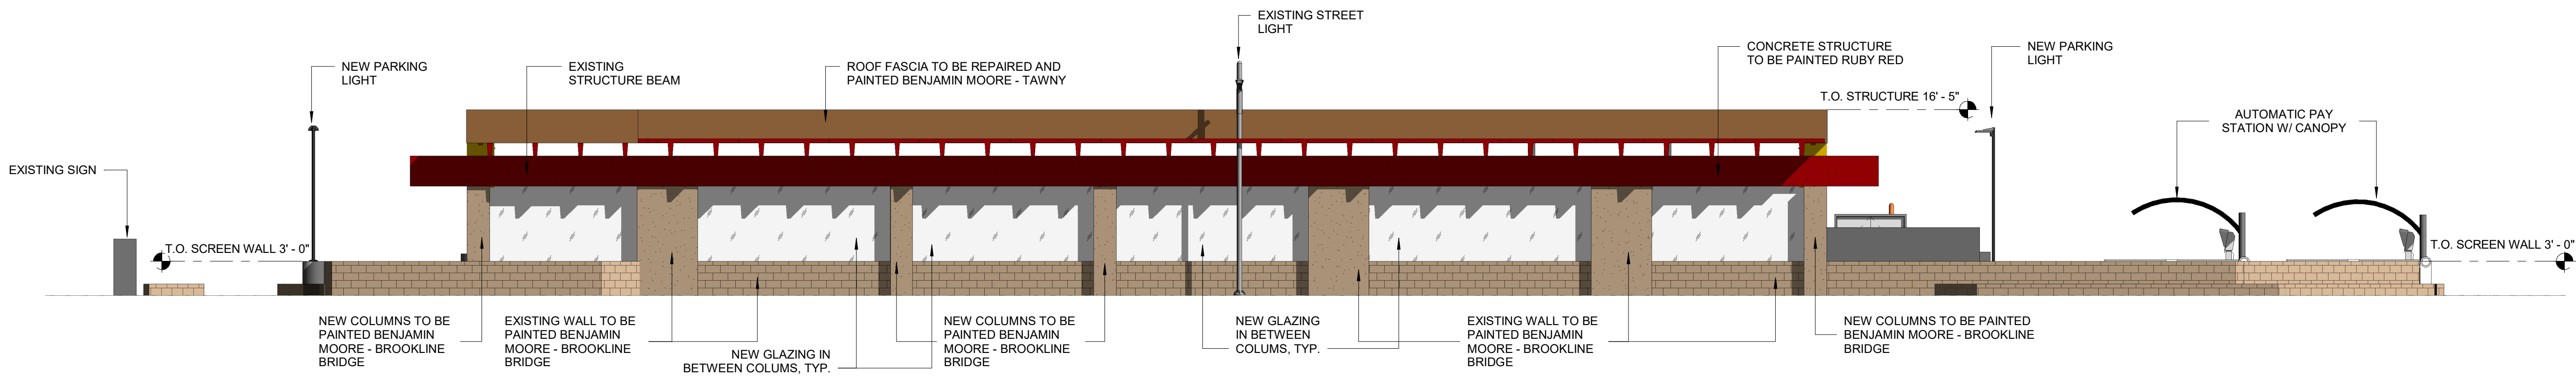 EXISTING STREET
LIGHT
NEW PARKING
LIGHT
EXISTING
STRUCTURE BEAM
ROOF FASCIA TO BE REPAIRED AND
PAINTED BENJAMIN MOORE - TAWNY
CONCRETE STRUCTURE
TO BE PAINTED RUBY RED
NEW PARKING
LIGHT
T.O. STRUCTURE 16' - 5"
AUTOMATIC PAY
STATION W/ CANOPY
EXISTING SIGN
T.O. SCREEN WALL 3' - 0"
T.O. SCREEN WALL 3' - 0"
NEW COLUMNS TO BE
PAINTED BENJAMIN
MOORE - BROOKLINE
BRIDGE
EXISTING WALL TO BE
PAINTED BENJAMIN
MOORE - BROOKLINE
BRIDGE
NEW GLAZING IN
BETWEEN COLUMS, TYP.
NEW COLUMNS TO BE
PAINTED BENJAMIN
MOORE - BROOKLINE
BRIDGE
NEW GLAZING
IN BETWEEN
COLUMS, TYP.
EXISTING WALL TO BE
PAINTED BENJAMIN
MOORE - BROOKLINE
BRIDGE
NEW COLUMNS TO BE PAINTED
BENJAMIN MOORE - BROOKLINE
BRIDGE